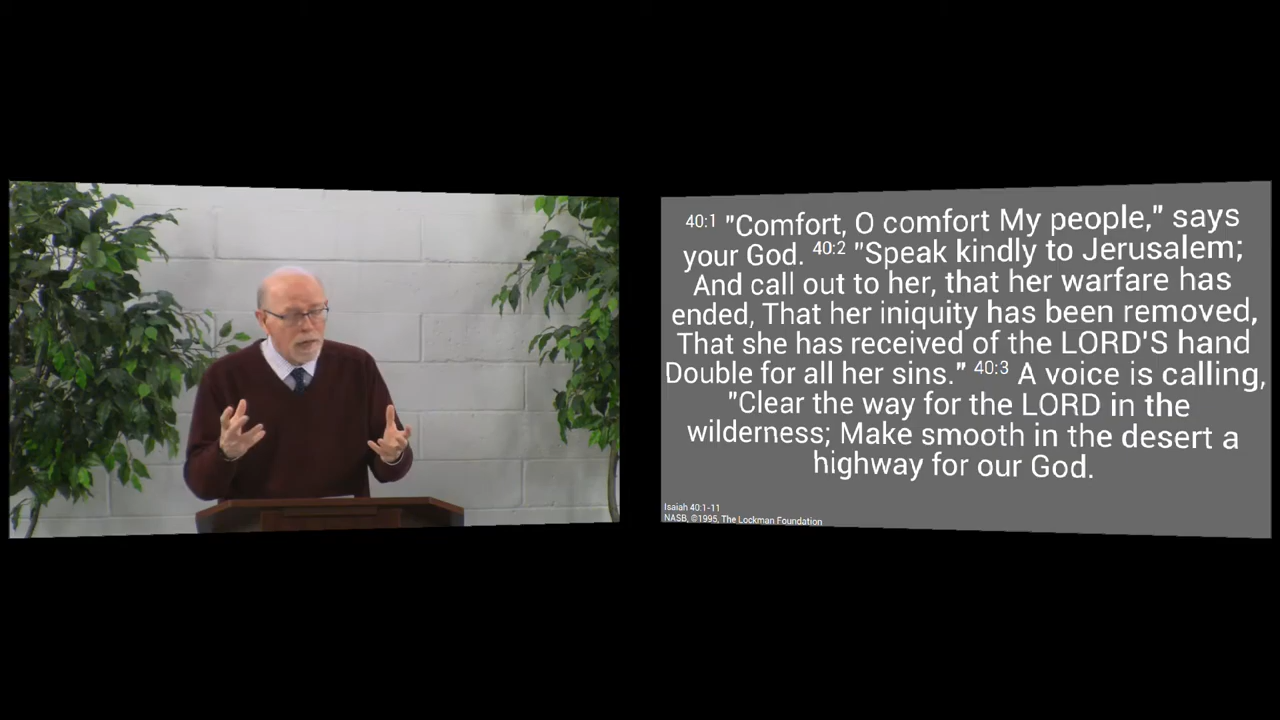 40:1 "Comfort, O comfort My people," says
your God. 40:2 "Speak kindly to Jerusalem;
And call out to her, that her warfare has
ended, That her iniquity has been removed,
That she has received of the LORD'S hand
Double for all her sins." 40:3 A voice is calling,
"Clear the way for the LORD in the
wilderness; Make smooth in the desert a
highway for our God.
Isaiah 40:1-11
NASB, ©1995, The Lockman Foundation